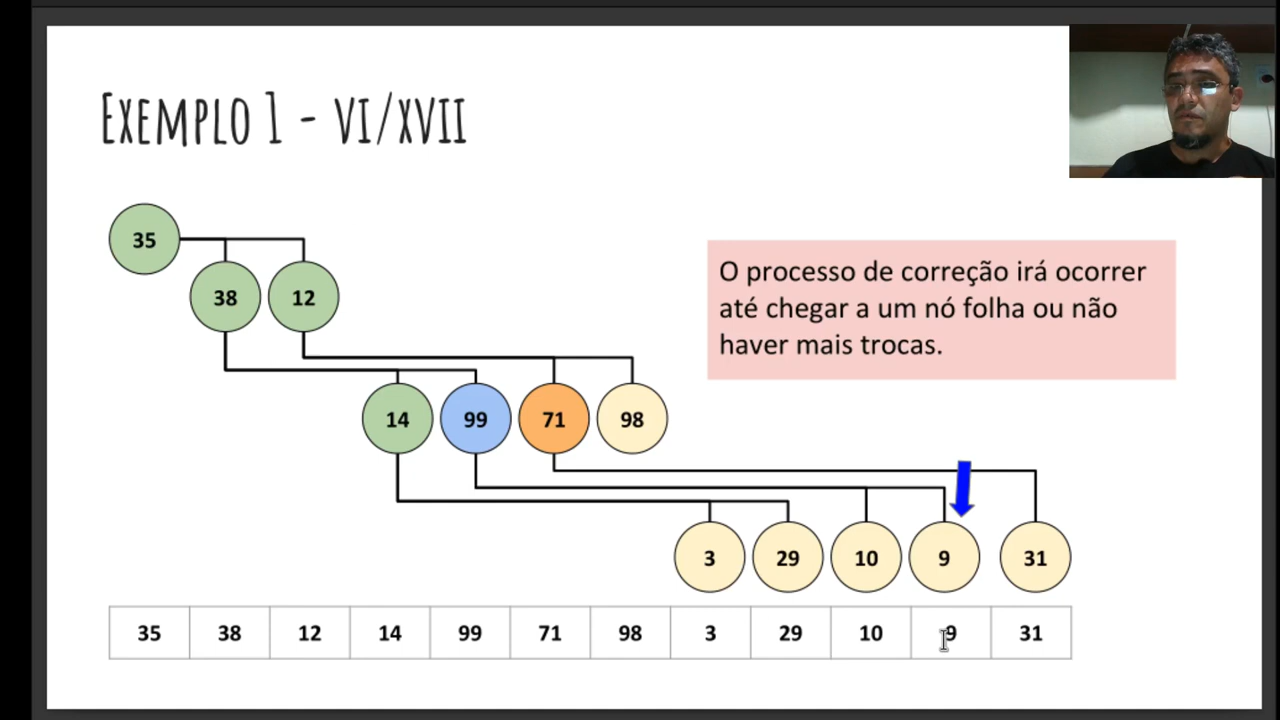 EXEMPLO 1 - VI/XVII
35
38 12
O processo de correção irá ocorrer
até chegar a um nó folha ou não
haver mais trocas.
14 99 71 98
3 29 10 9 31
35 38 12 14 99 71 98 3 29 10 9 31